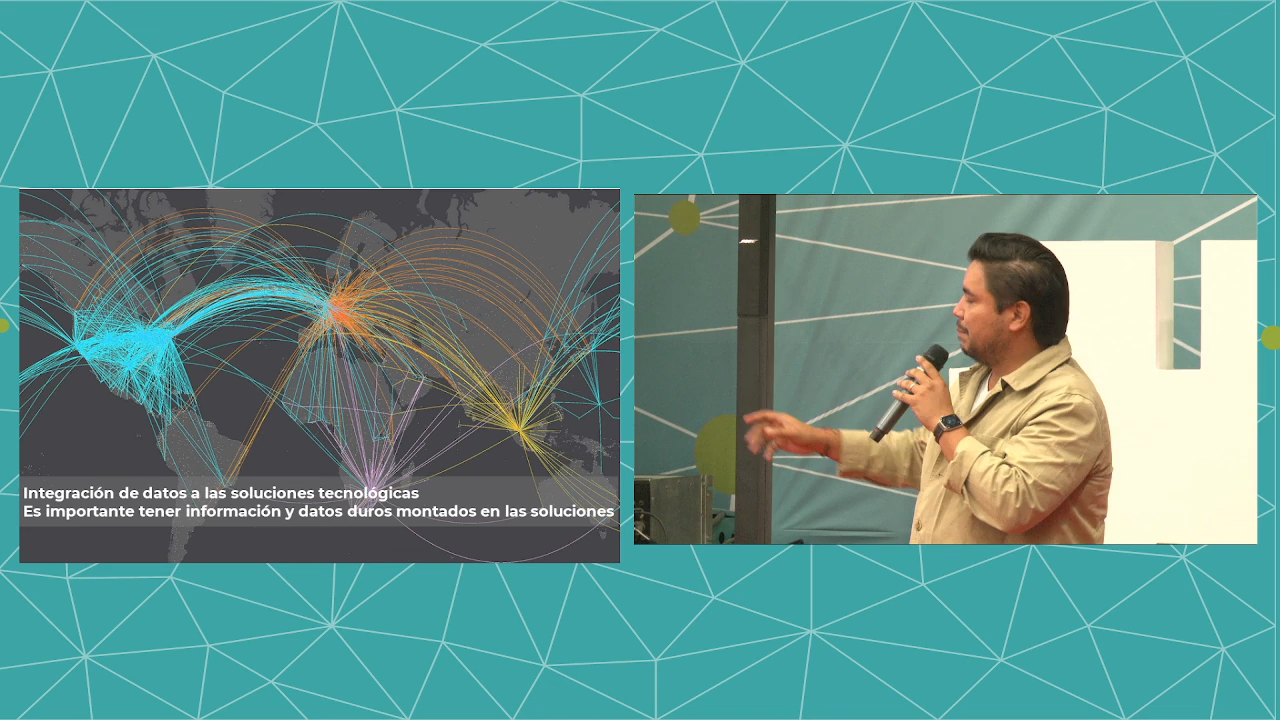 Integración de datos a las soluciones tecnológicas
Es importante tener información y datos duros montados en las soluciones